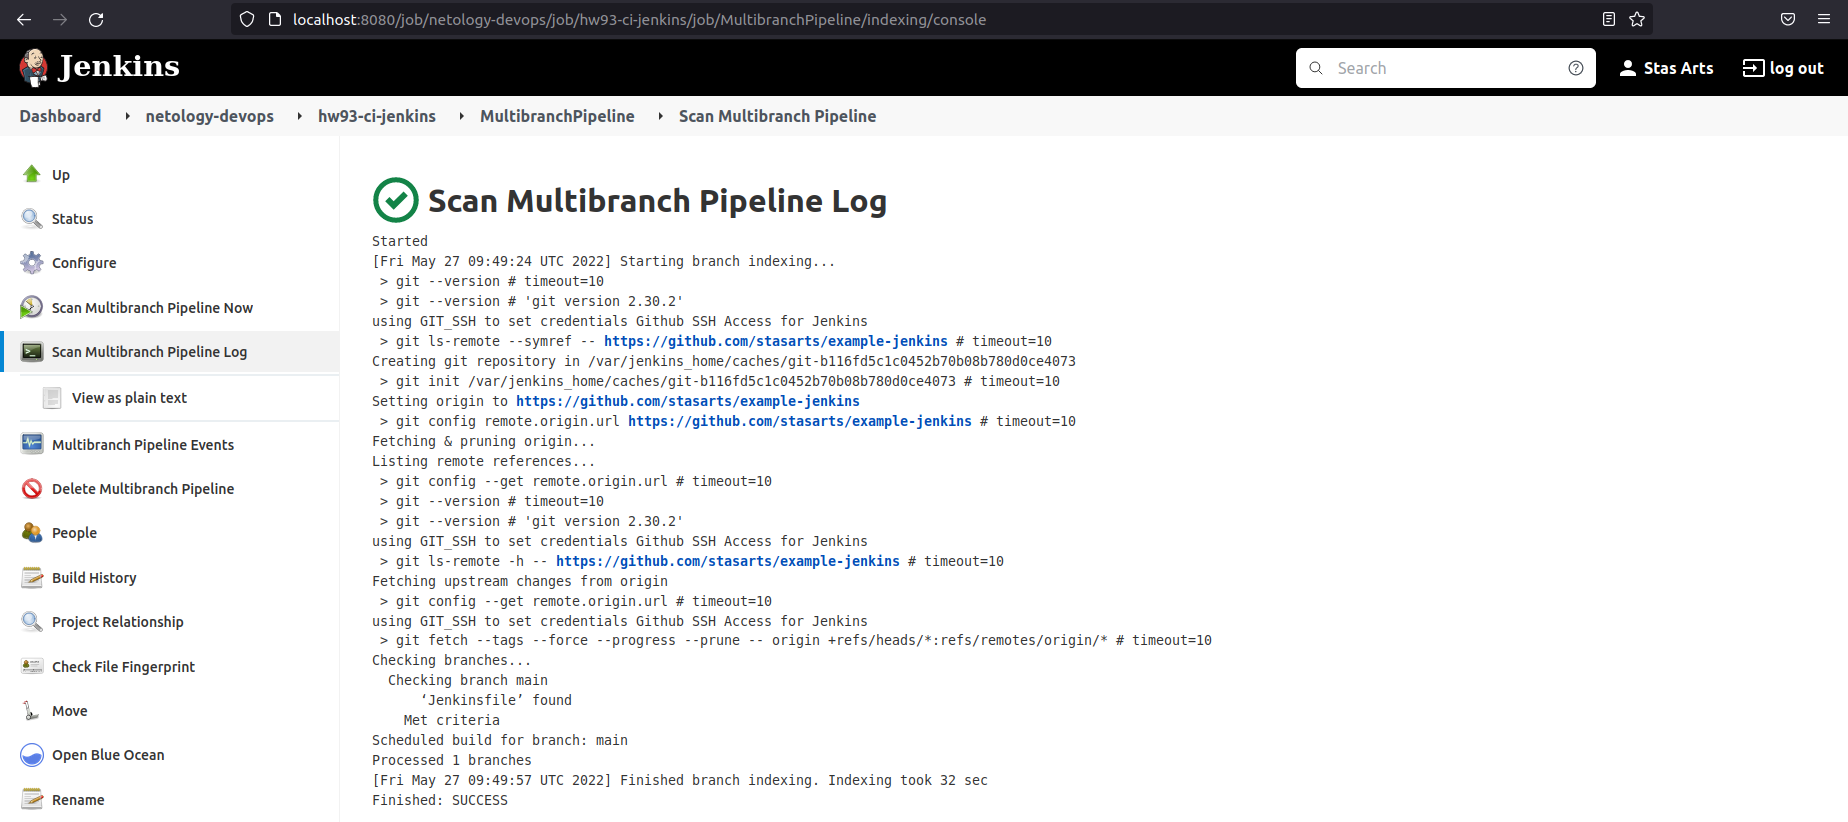 localhost:8080/job/netology-devops/job/hw93-ci-jenkins/job/MultibranchPipeline/indexing/console
Jenkins
Search
Stas Arts
log out
Dashboard netology-devops hw93-ci-jenkins MultibranchPipeline Scan Multibranch Pipeline
Up
Status
Configure
Scan Multibranch Pipeline Now
Scan Multibranch Pipeline Log
View as plain text
Multibranch Pipeline Events
Delete Multibranch Pipeline
People
Build History
Project Relationship
Check File Fingerprint
Move
Open Blue Ocean
Rename
Scan Multibranch Pipeline Log
Started
[Fri May 27 09:49:24 UTC 2022] Starting branch indexing...
> git --version # timeout=10
> git --version # 'git version 2.30.2'
using GIT_SSH to set credentials Github SSH Access for Jenkins
> git ls-remote --symref -- https://github.com/stasarts/example-jenkins # timeout=10
Creating git repository in /var/jenkins_home/caches/git-b116fd5c1c0452b70b08b780d0ce4073
> git init /var/jenkins_home/caches/git-b116fd5c1c0452b70b08b780d0ce4073 # timeout=10
Setting origin to https://github.com/stasarts/example-jenkins
> git config remote.origin.url https://github.com/stasarts/example-jenkins # timeout=10
Fetching & pruning origin...
Listing remote references...
> git config --get remote.origin.url # timeout=10
> git --version # timeout=10
> git --version # 'git version 2.30.2'
using GIT_SSH to set credentials Github SSH Access for Jenkins
> git ls-remote -h -- https://github.com/stasarts/example-jenkins # timeout=10
Fetching upstream changes from origin
> git config --get remote.origin.url # timeout=10
using GIT_SSH to set credentials Github SSH Access for Jenkins
> git fetch --tags --force --progress --prune -- origin +refs/heads/*:refs/remotes/origin/* # timeout=10
Checking branches...
Checking branch main
‘Jenkinsfile’ found
Met criteria
Scheduled build for branch: main
Processed 1 branches
[Fri May 27 09:49:57 UTC 2022] Finished branch indexing. Indexing took 32 sec
Finished: SUCCESS